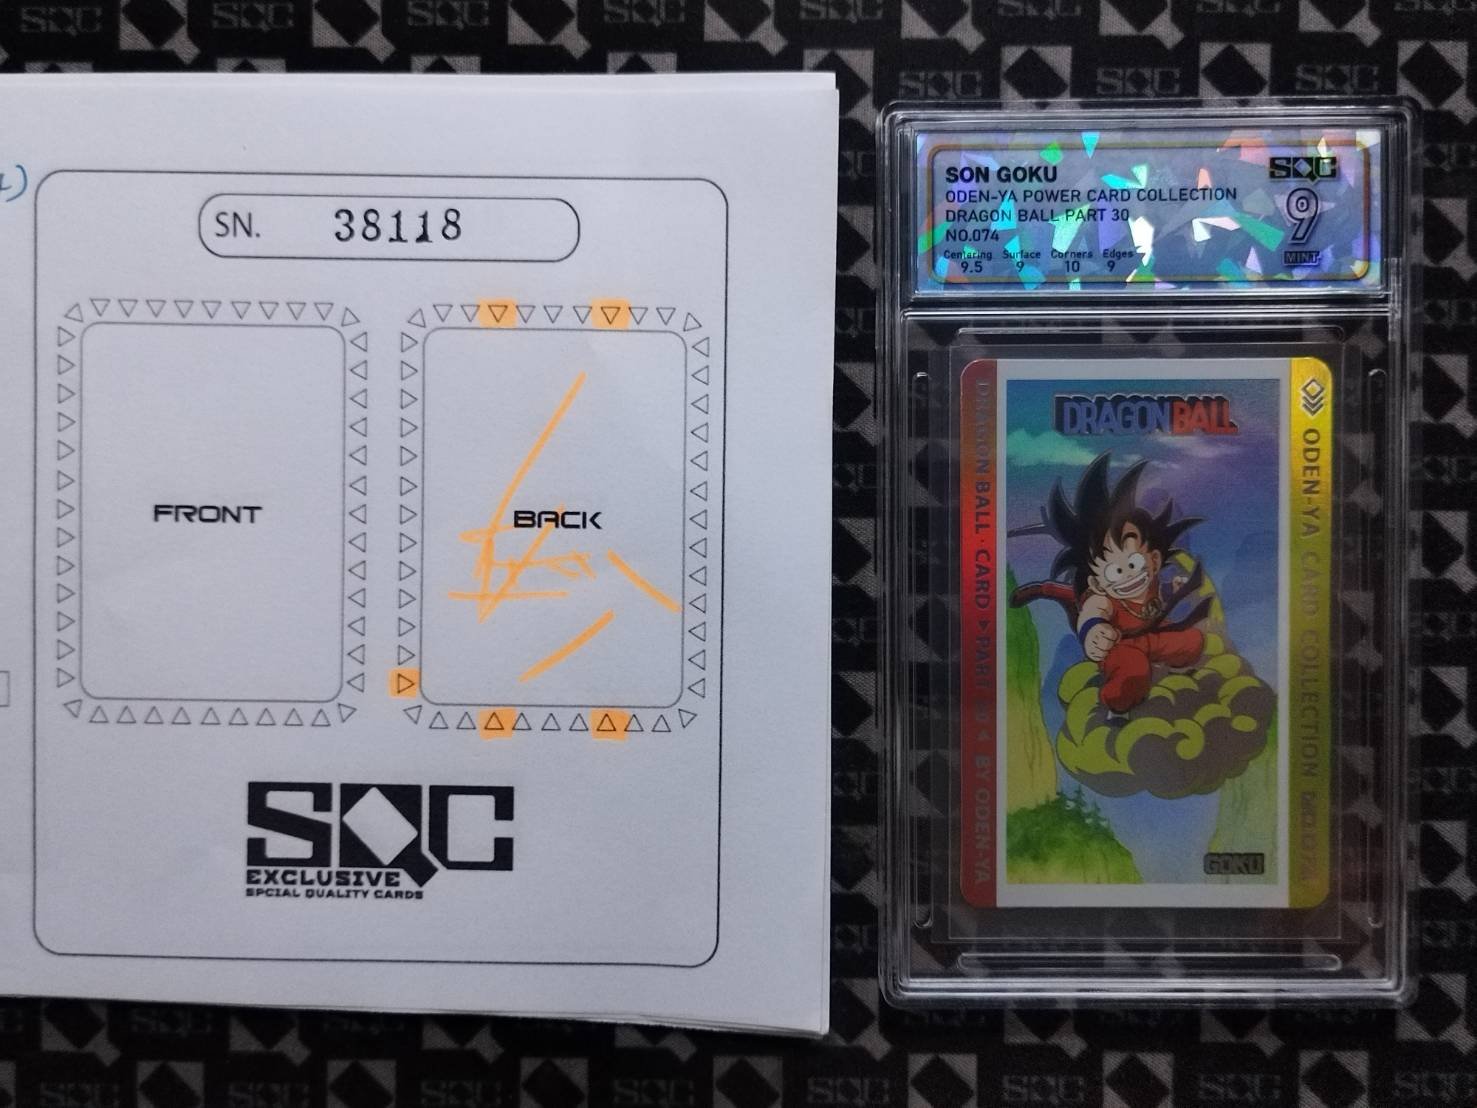 SN. 38118
FRONT
BACK
SQC
EXCLUSIVE
SPCIAL QUALITY CARDS
SON GOKU
ODEN-YA POWER CARD COLLECTION
DRAGON BALL PART 30
NO.074
SQC
9
MINT
Centering Surface Corners Edges
9.5 9 10 9
DRAGON BALL · CARD ▸ PART 30 ◂ BY ODEN-YA
DRAGON BALL
GOKU
ODEN-YA CARD COLLECTION